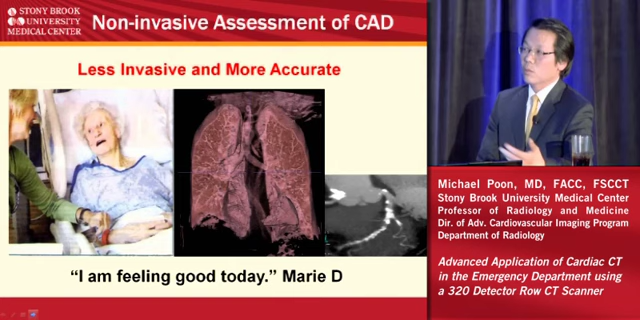 STONY BROOK
UNIVERSITY
MEDICAL CENTER
Non-invasive Assessment of CAD
Less Invasive and More Accurate
“I am feeling good today.” Marie D
Michael Poon, MD, FACC, FSCCT
Stony Brook University Medical Center
Professor of Radiology and Medicine
Dir. of Adv. Cardiovascular Imaging Program
Department of Radiology
Advanced Application of Cardiac CT
in the Emergency Department using
a 320 Detector Row CT Scanner